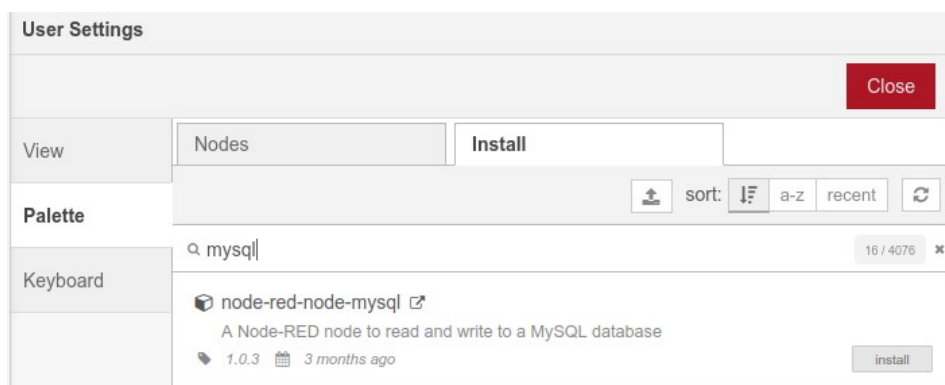 User Settings
Close
View
Nodes
Install
sort:
a-z
recent
Palette
mysql
16 / 4076
Keyboard
node-red-node-mysql
A Node-RED node to read and write to a MySQL database
1.0.3
3 months ago
install